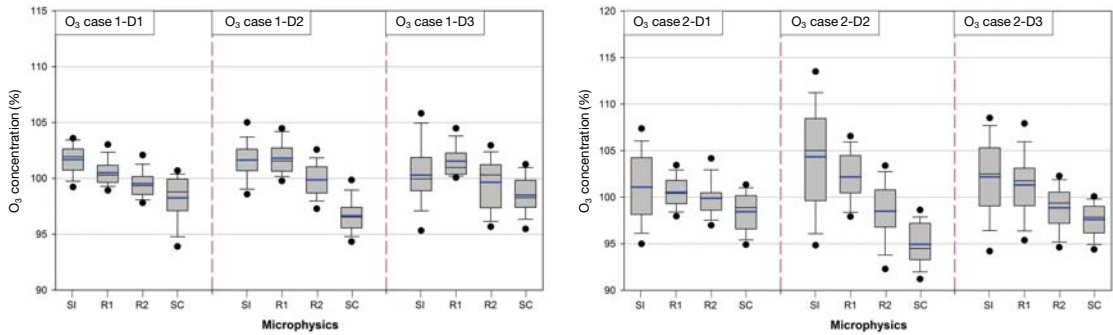 O₃ case 1-D1 O₃ case 1-D2 O₃ case 1-D3
O₃ concentration (%)
115
110
105
100
95
90
SI R1 R2 SC SI R1 R2 SC SI R1 R2 SC
Microphysics
O₃ case 2-D1 O₃ case 2-D2 O₃ case 2-D3
O₃ concentration (%)
120
115
110
105
100
95
90
SI R1 R2 SC SI R1 R2 SC SI R1 R2 SC
Microphysics